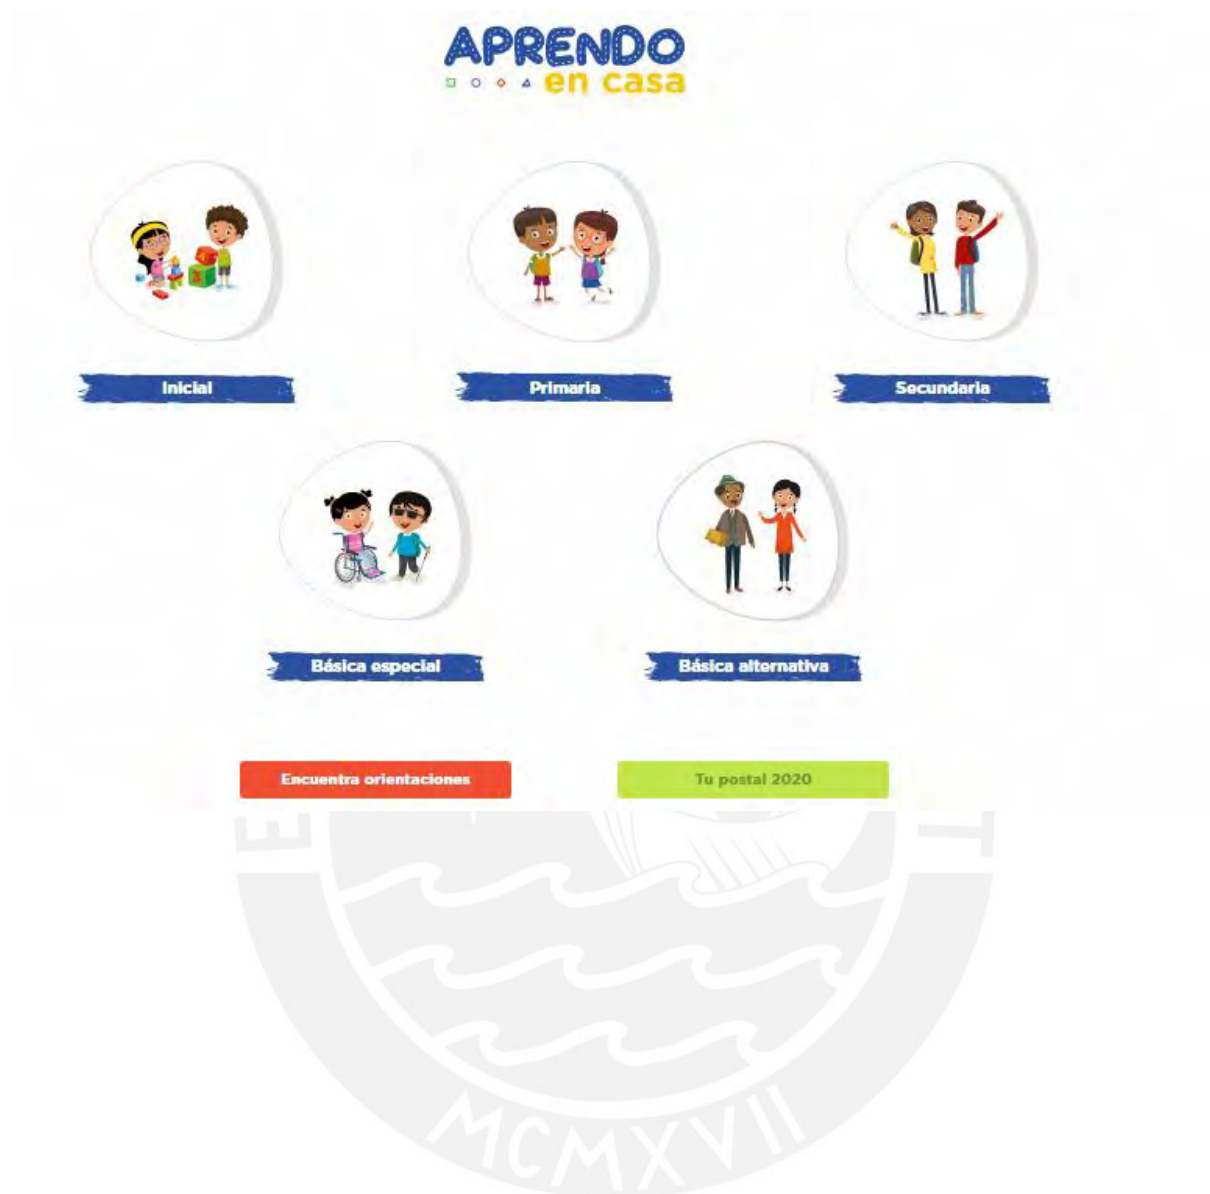 APRENDO
en casa
Inicial
Primaria
Secundaria
Básica especial
Básica alternativa
Encuentra orientaciones
Tu postal 2020
E
T
MCMXVII